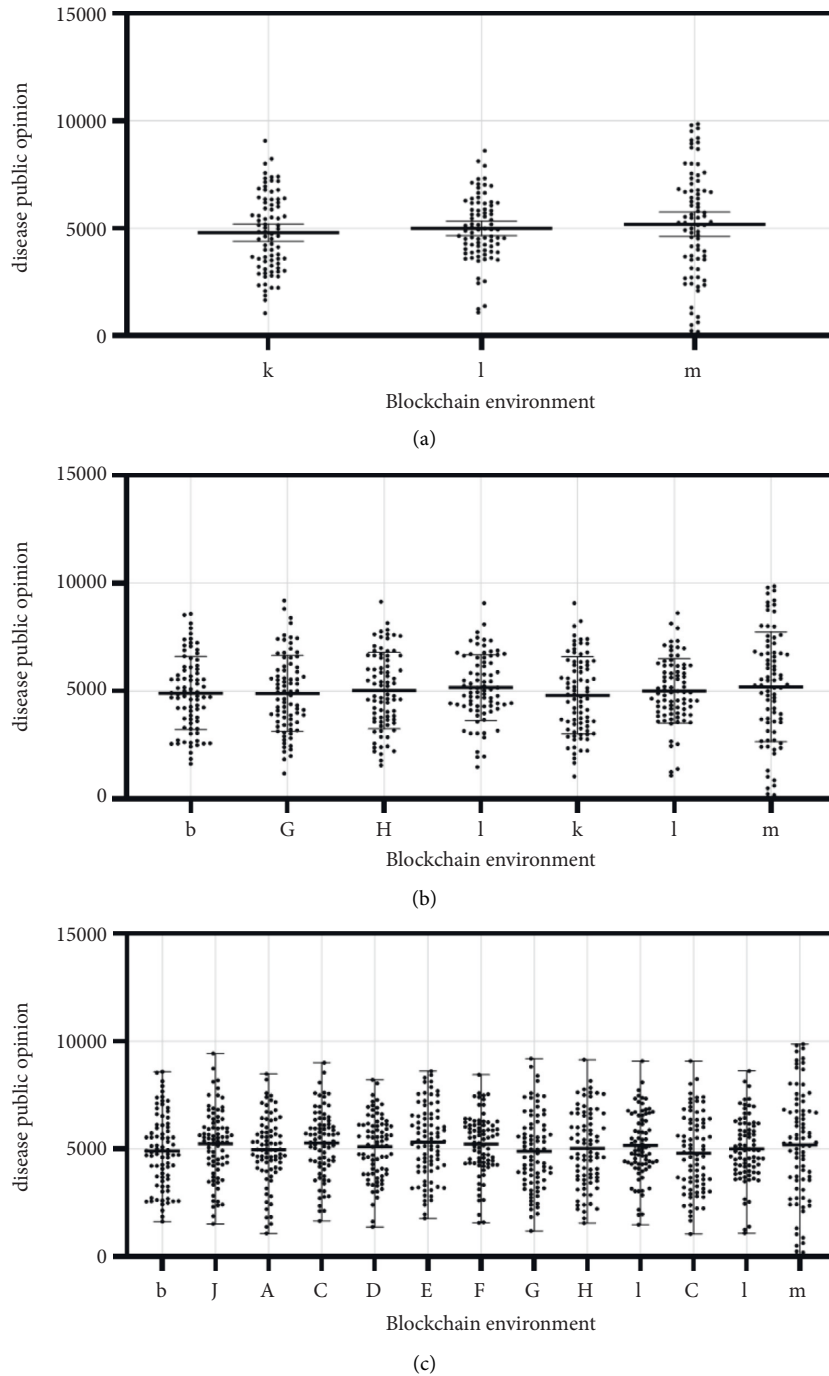 15000
10000
5000
0
disease public opinion
k l m
Blockchain environment
(a)
15000
10000
5000
0
disease public opinion
b G H l k l m
Blockchain environment
(b)
15000
10000
5000
0
disease public opinion
b J A C D E F G H l C l m
Blockchain environment
(c)